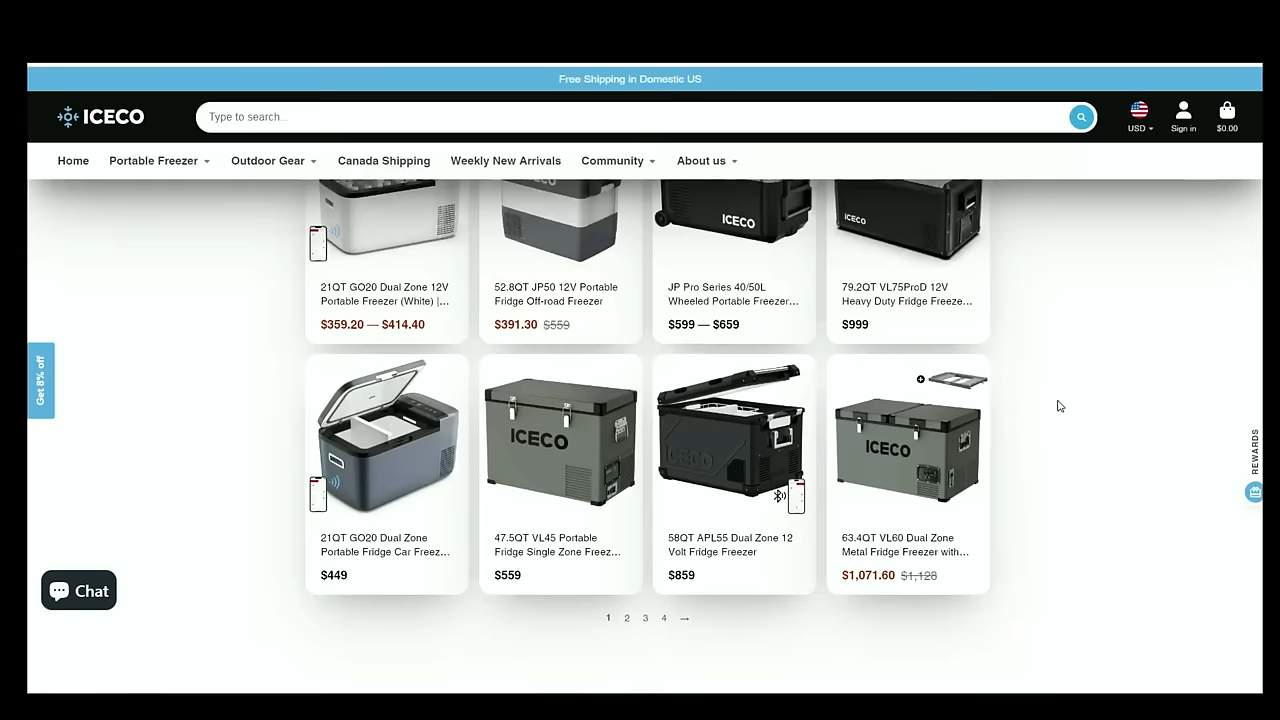 Free Shipping in Domestic US
ICECO
Type to search...
USD
Sign in
$0.00
Home
Portable Freezer
Outdoor Gear
Canada Shipping
Weekly New Arrivals
Community
About us
ICECO
ICECO
ICECO
21QT GO20 Dual Zone 12V
Portable Freezer (White) |...
$359.20 — $414.40
52.8QT JP50 12V Portable
Fridge Off-road Freezer
$391.30 $559
JP Pro Series 40/50L
Wheeled Portable Freezer...
$599 — $659
79.2QT VL75ProD 12V
Heavy Duty Fridge Freeze...
$999
Get 8% off
ICECO
ICECO
ICECO
REWARDS
21QT GO20 Dual Zone
Portable Fridge Car Freez...
$449
47.5QT VL45 Portable
Fridge Single Zone Freez...
$559
58QT APL55 Dual Zone 12
Volt Fridge Freezer
$859
63.4QT VL60 Dual Zone
Metal Fridge Freezer with...
$1,071.60 $1,128
Chat
1 2 3 4 →